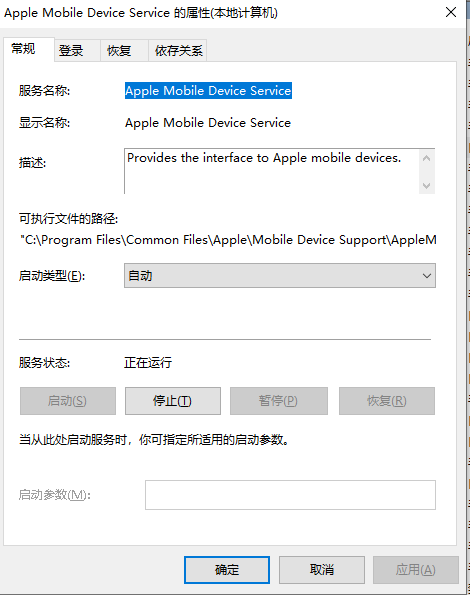 Apple Mobile Device Service 的属性(本地计算机)
常规 登录 恢复 依存关系
服务名称: Apple Mobile Device Service
显示名称: Apple Mobile Device Service
描述: Provides the interface to Apple mobile devices.
可执行文件的路径:
"C:\Program Files\Common Files\Apple\Mobile Device Support\AppleM
启动类型(E): 自动
服务状态: 正在运行
启动(S) 停止(T) 暂停(P) 恢复(R)
当从此处启动服务时，你可指定所适用的启动参数。
启动参数(M):
确定 取消 应用(A)